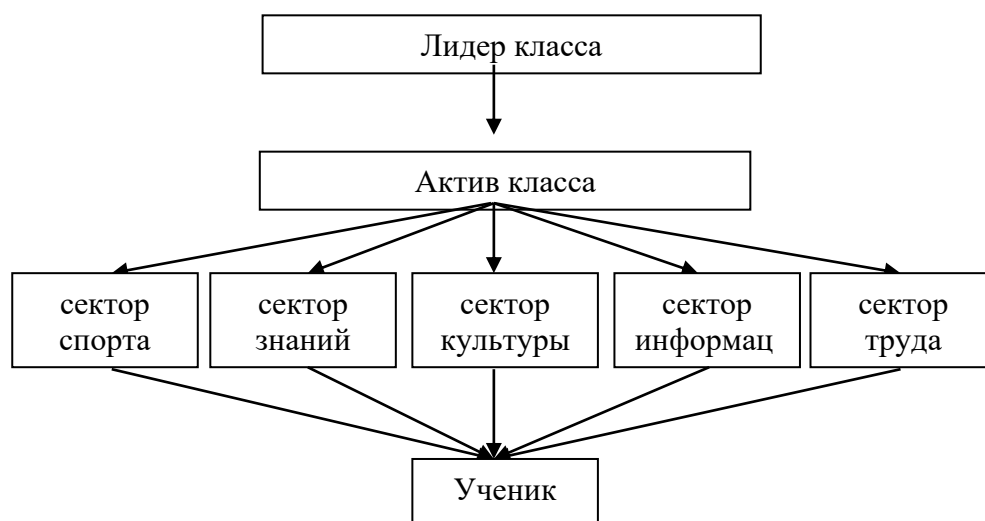 Лидер класса
Актив класса
сектор
спорта
сектор
знаний
сектор
культуры
сектор
информац
сектор
труда
Ученик